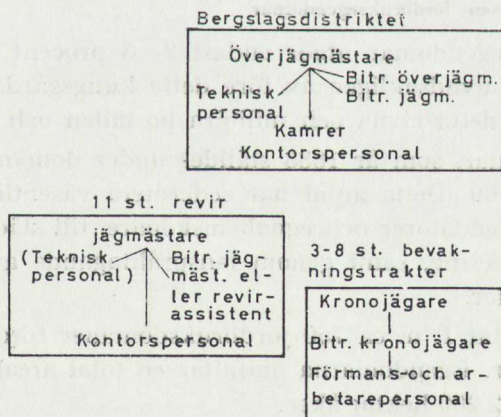 Bergslagsdistriktet
Överjägmästare
Bitr. överjägm.
Teknisk- Bitr. jägm.
personal
Kamrer
Kontorspersonal
11 st. revir
jägmästare
(Teknisk Bitr. jäg-
personal) mäst. el-
ler revir-
assistent
Kontorspersonal
3-8 st. bevak-
ningstrakter
Kronojägare
Bitr. kronojägare
Förmans-och ar-
betarepersonal